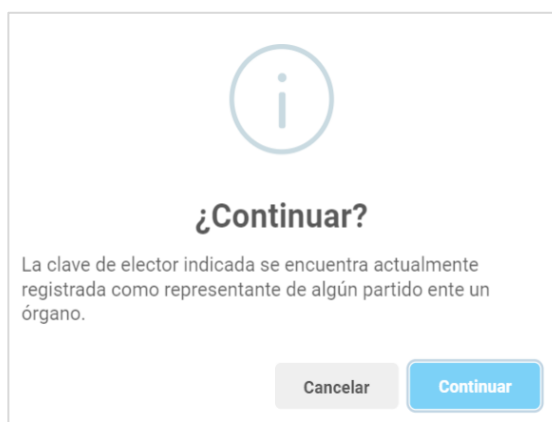 ¿Continuar?
La clave de elector indicada se encuentra actualmente
registrada como representante de algún partido ente un
órgano.
Cancelar
Continuar